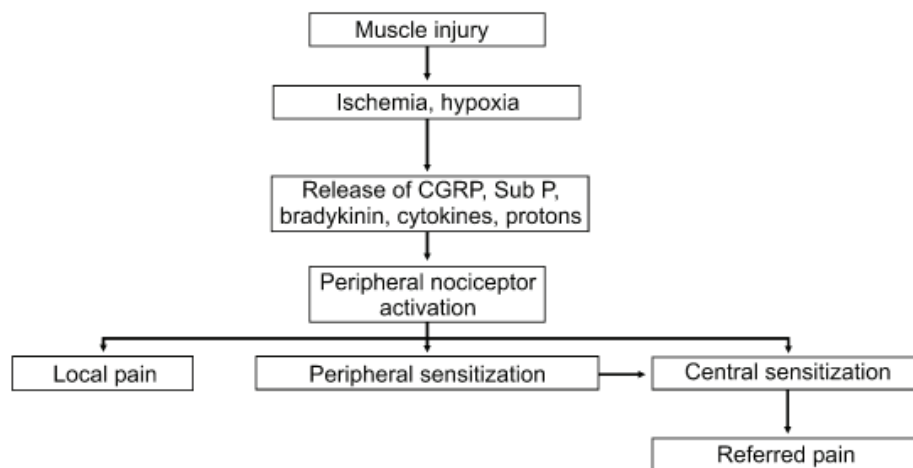 Muscle injury
Ischemia, hypoxia
Release of CGRP, Sub P,
bradykinin, cytokines, protons
Peripheral nociceptor
activation
Local pain
Peripheral sensitization
Central sensitization
Referred pain